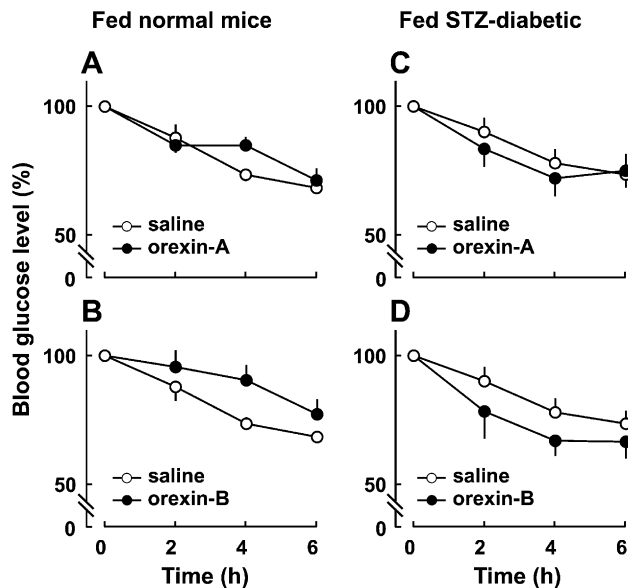 Fed normal mice
Fed STZ-diabetic
Blood glucose level (%)
A
100
50
0
saline
orexin-A
C
100
50
0
saline
orexin-A
B
100
50
0
saline
orexin-B
0 2 4 6
Time (h)
D
100
50
0
saline
orexin-B
0 2 4 6
Time (h)